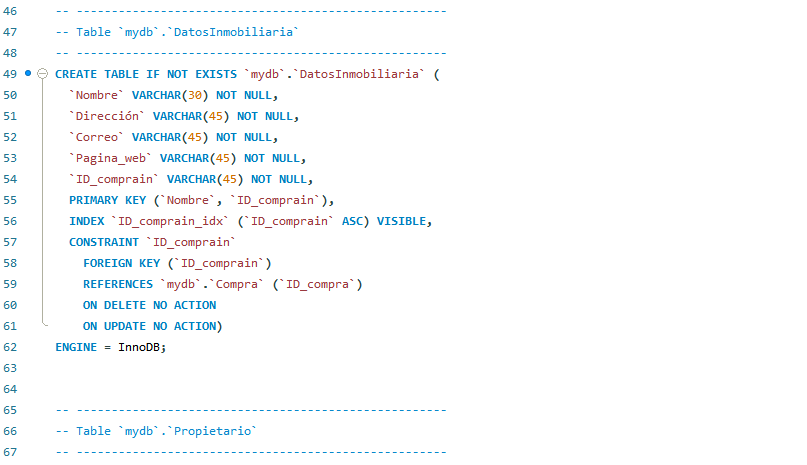 46 -- -----------------------------------------------------
47 -- Table `mydb`.`DatosInmobiliaria`
48 -- -----------------------------------------------------
49 CREATE TABLE IF NOT EXISTS `mydb`.`DatosInmobiliaria` (
50 `Nombre` VARCHAR(30) NOT NULL,
51 `Dirección` VARCHAR(45) NOT NULL,
52 `Correo` VARCHAR(45) NOT NULL,
53 `Pagina_web` VARCHAR(45) NOT NULL,
54 `ID_comprain` VARCHAR(45) NOT NULL,
55 PRIMARY KEY (`Nombre`, `ID_comprain`),
56 INDEX `ID_comprain_idx` (`ID_comprain` ASC) VISIBLE,
57 CONSTRAINT `ID_comprain`
58 FOREIGN KEY (`ID_comprain`)
59 REFERENCES `mydb`.`Compra` (`ID_compra`)
60 ON DELETE NO ACTION
61 ON UPDATE NO ACTION)
62 ENGINE = InnoDB;
63
64
65 -- -----------------------------------------------------
66 -- Table `mydb`.`Propietario`
67 -- -----------------------------------------------------